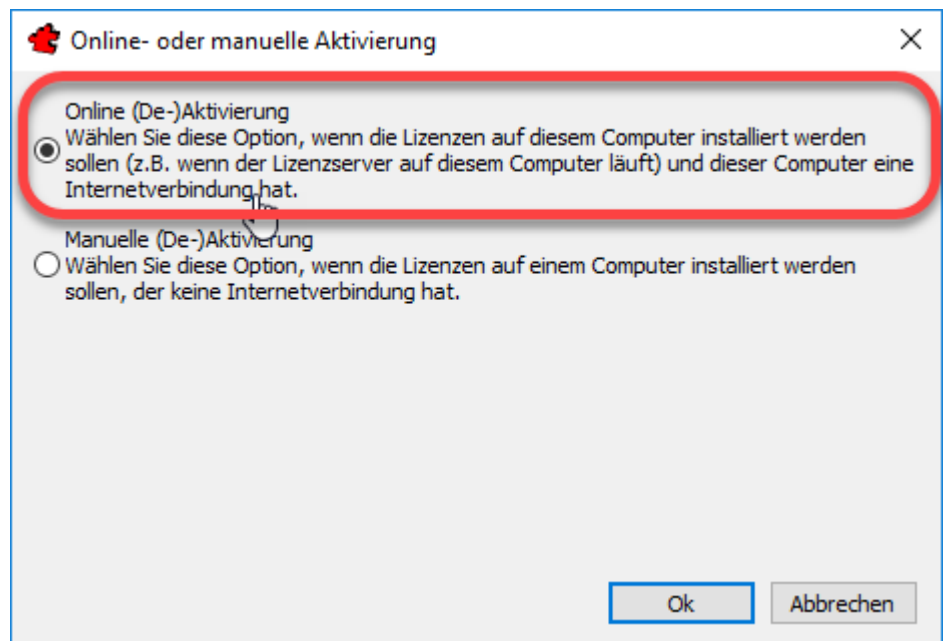 Online- oder manuelle Aktivierung
Online (De-)Aktivierung
Wählen Sie diese Option, wenn die Lizenzen auf diesem Computer installiert werden
sollen (z.B. wenn der Lizenzserver auf diesem Computer läuft) und dieser Computer eine
Internetverbindung hat.
Manuelle (De-)Aktivierung
Wählen Sie diese Option, wenn die Lizenzen auf einem Computer installiert werden
sollen, der keine Internetverbindung hat.
Ok
Abbrechen